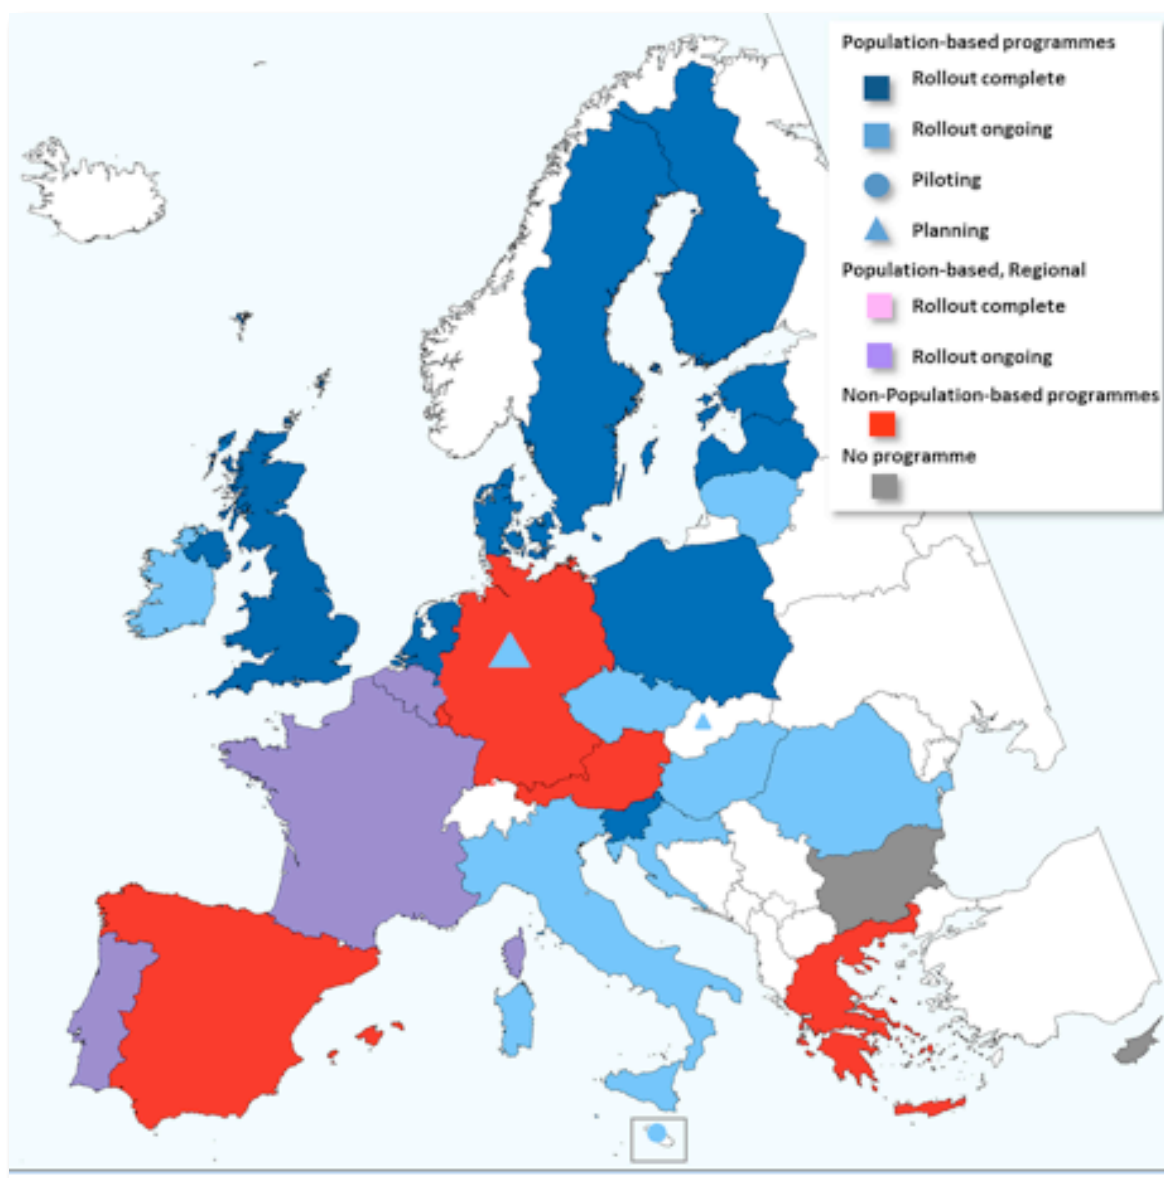 Population-based programmes
Rollout complete
Rollout ongoing
Piloting
Planning
Population-based, Regional
Rollout complete
Rollout ongoing
Non-Population-based programmes
No programme